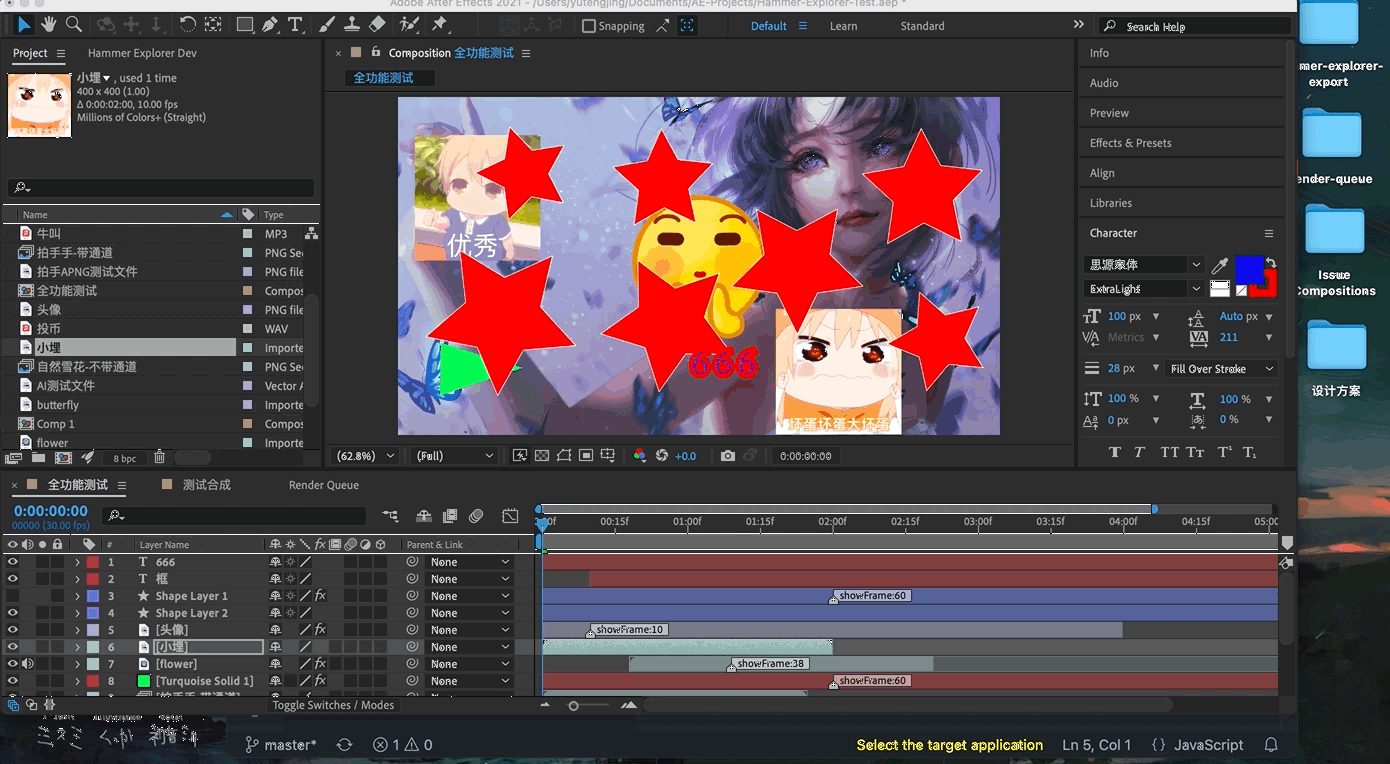 Adobe After Effects 2021 - /Users/yutengjing/Documents/AE-Projects/Hammer-Explorer-Test.aep *
Snapping
Default
Learn
Standard
Search Help
Project
Hammer Explorer Dev
小埋 , used 1 time
400 x 400 (1.00)
Δ 0:00:02:00, 10.00 fps
Millions of Colors+ (Straight)
Name
Type
牛叫 MP3
拍手手-带通道 PNG Sec
拍手APNG测试文件 PNG file
全功能测试 Compos
头像 PNG file
投币 WAV
小埋 Importe
自然雪花-不带通道 PNG Sec
AI测试文件 Vector A
butterfly Importe
Comp 1 Compos
flower Importe
8 bpc
Composition 全功能测试
全功能测试
优秀
666
坏蛋坏蛋大坏蛋
(62.8%)
(Full)
+0.0
0:00:00:00
Info
Audio
Preview
Effects & Presets
Align
Libraries
Character
思源宋体
ExtraLight
100 px
Auto px
Metrics
211
28 px
Fill Over Stroke
100 %
100 %
0 px
0 %
T T TT Tт T¹ T₁
全功能测试
测试合成
Render Queue
0:00:00:00
00000 (30.00 fps)
00:15f 01:00f 01:15f 02:00f 02:15f 03:00f 03:15f 04:00f 04:15f 05:00
# Layer Name
Parent & Link
1 T 666 None
2 T 框 None
3 Shape Layer 1 fx None showFrame:60
4 Shape Layer 2 None
5 [头像] fx None showFrame:10
6 [小埋] None
7 [flower] fx None showFrame:38
8 [Turquoise Solid 1] None showFrame:60
Toggle Switches / Modes
mer-explorer-
export
ender-queue
Issue
Compositions
设计方案
master*
1 0
Select the target application
Ln 5, Col 1
{} JavaScript